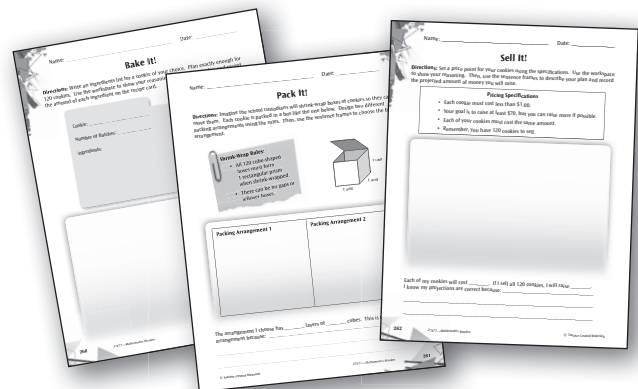 Name: Date:
Bake It!
Directions: Write an ingredients list for a cookie of your choice. Plan exactly enough for
120 cookies. Use the workspace to show your reasoning.
the amount of each ingredient on the recipe card.
Cookie:
Number of Batches:
Ingredients:
260
Name: Date:
Pack It!
Directions: Imagine the school custodians will shrink-wrap boxes of cookies so they can
move them. Each cookie is packed in a box like the one below. Design two different
packing arrangements using the rules. Then, use the sentence frames to choose the
arrangement.
Shrink-Wrap Rules:
• All 120 cube-shaped
boxes must form
1 rectangular prism
when shrink-wrapped.
• There can be no gaps or
leftover boxes.
1 unit
1 unit
1 unit
Packing Arrangement 1
Packing Arrangement 2
The arrangement I choose has layers of cubes. This is
arrangement because:
261
Name: Date:
Sell It!
Directions: Set a price point for your cookies using the specifications. Use the workspace
to show your reasoning. Then, use the sentence frames to describe your plan and record
the projected amount of money you will raise.
Pricing Specifications
• Each cookie must cost less than $1.00.
• Your goal is to raise at least $70, but you can raise more if possible.
• Each of your cookies must cost the same amount.
• Remember, you have 120 cookies to sell.
Each of my cookies will cost . If I sell all 120 cookies, I will raise .
I know my projections are correct because:
262